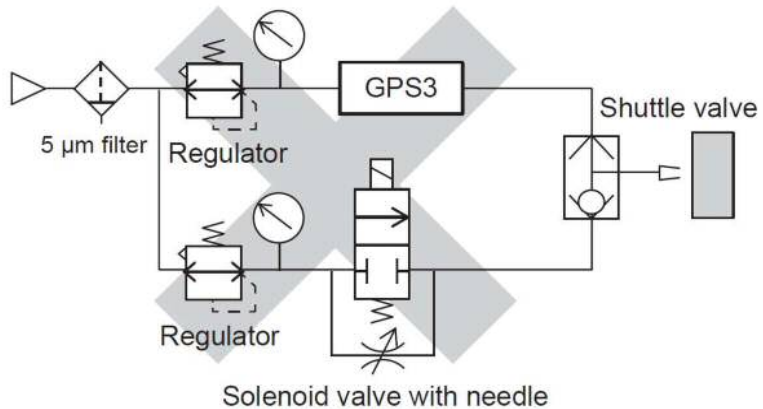 GPS3
Shuttle valve
5 μm filter
Regulator
Regulator
Solenoid valve with needle